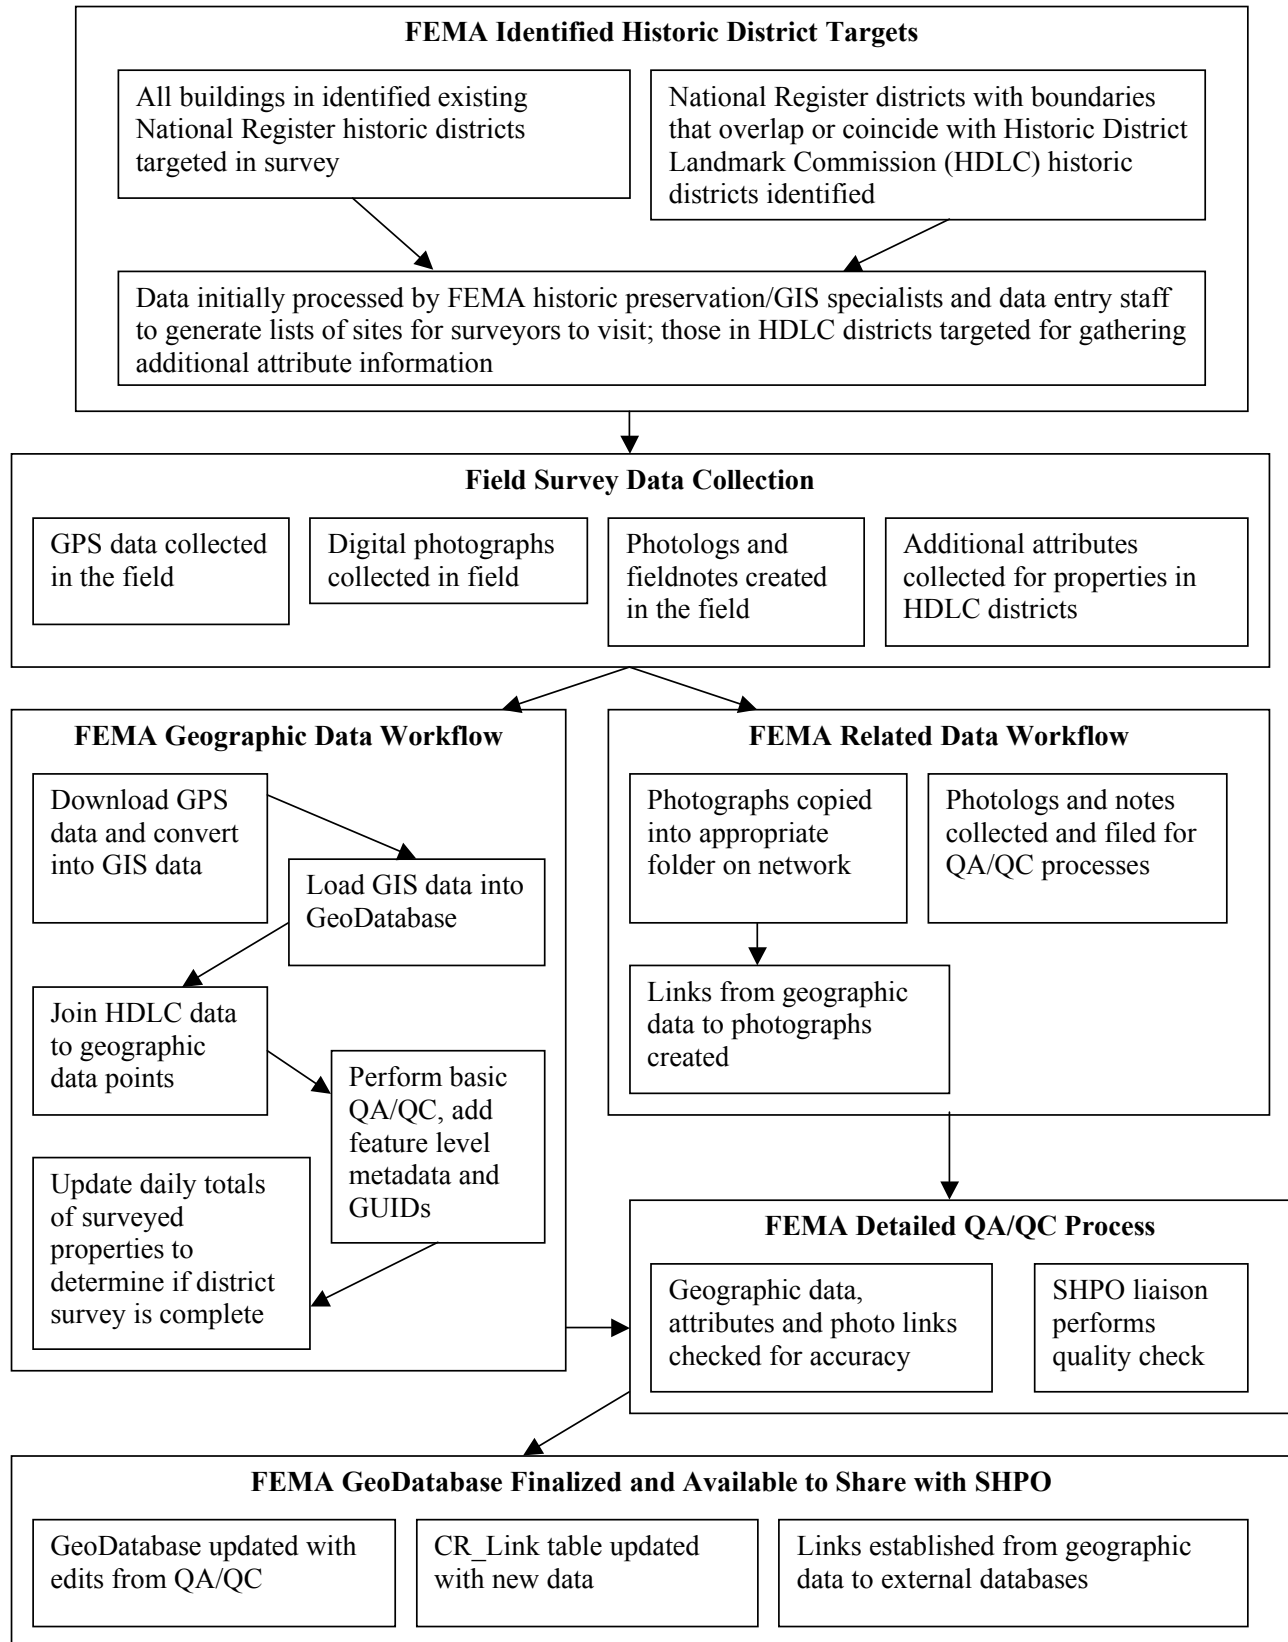 FEMA Identified Historic District Targets
All buildings in identified existing
National Register historic districts
targeted in survey
National Register districts with boundaries
that overlap or coincide with Historic District
Landmark Commission (HDLC) historic
districts identified
Data initially processed by FEMA historic preservation/GIS specialists and data entry staff
to generate lists of sites for surveyors to visit; those in HDLC districts targeted for gathering
additional attribute information
Field Survey Data Collection
GPS data collected
in the field
Digital photographs
collected in field
Photologs and
fieldnotes created
in the field
Additional attributes
collected for properties in
HDLC districts
FEMA Geographic Data Workflow
Download GPS
data and convert
into GIS data
Load GIS data into
GeoDatabase
Join HDLC data
to geographic
data points
Perform basic
QA/QC, add
feature level
metadata and
GUIDs
Update daily totals
of surveyed
properties to
determine if district
survey is complete
FEMA Related Data Workflow
Photographs copied
into appropriate
folder on network
Photologs and notes
collected and filed for
QA/QC processes
Links from geographic
data to photographs
created
FEMA Detailed QA/QC Process
Geographic data,
attributes and photo links
checked for accuracy
SHPO liaison
performs
quality check
FEMA GeoDatabase Finalized and Available to Share with SHPO
GeoDatabase updated with
edits from QA/QC
CR_Link table updated
with new data
Links established from geographic
data to external databases